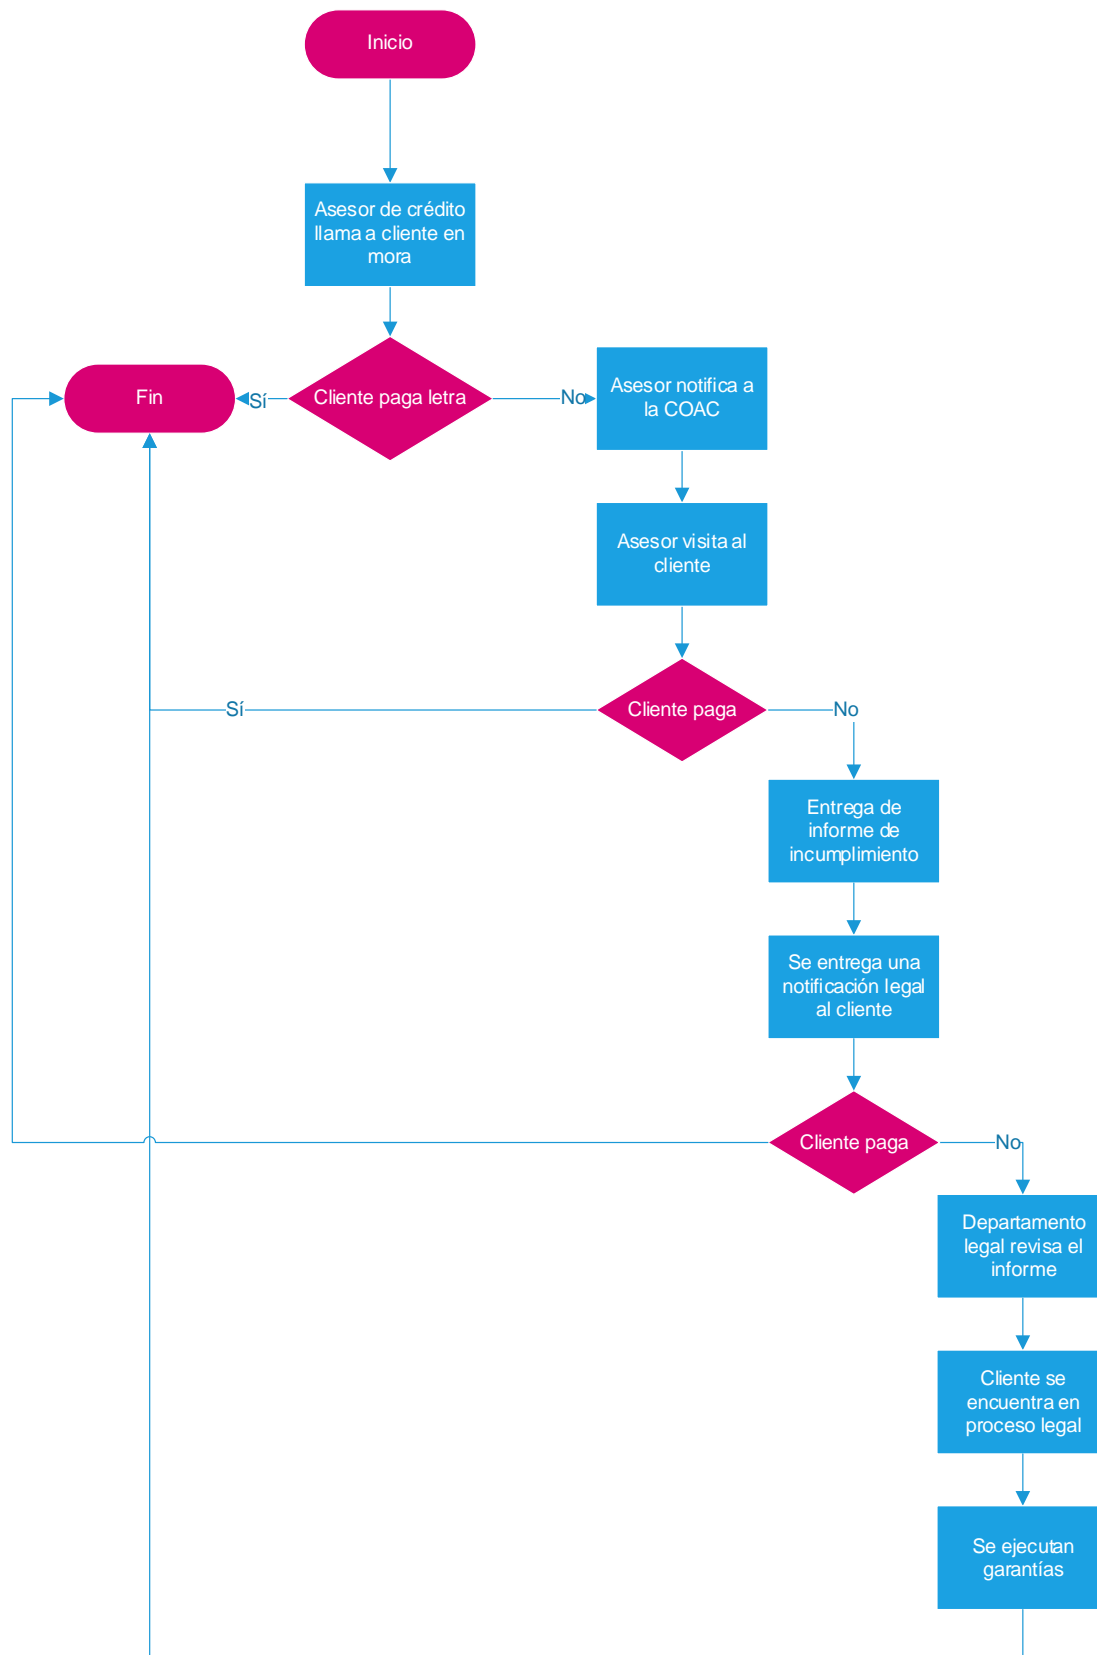 Inicio
Asesor de crédito
llama a cliente en
mora
Fin
Sí
Cliente paga letra
No
Asesor notifica a
la COAC
Asesor visita al
cliente
Sí
Cliente paga
No
Entrega de
informe de
incumplimiento
Se entrega una
notificación legal
al cliente
Cliente paga
No
Departamento
legal revisa el
informe
Cliente se
encuentra en
proceso legal
Se ejecutan
garantías